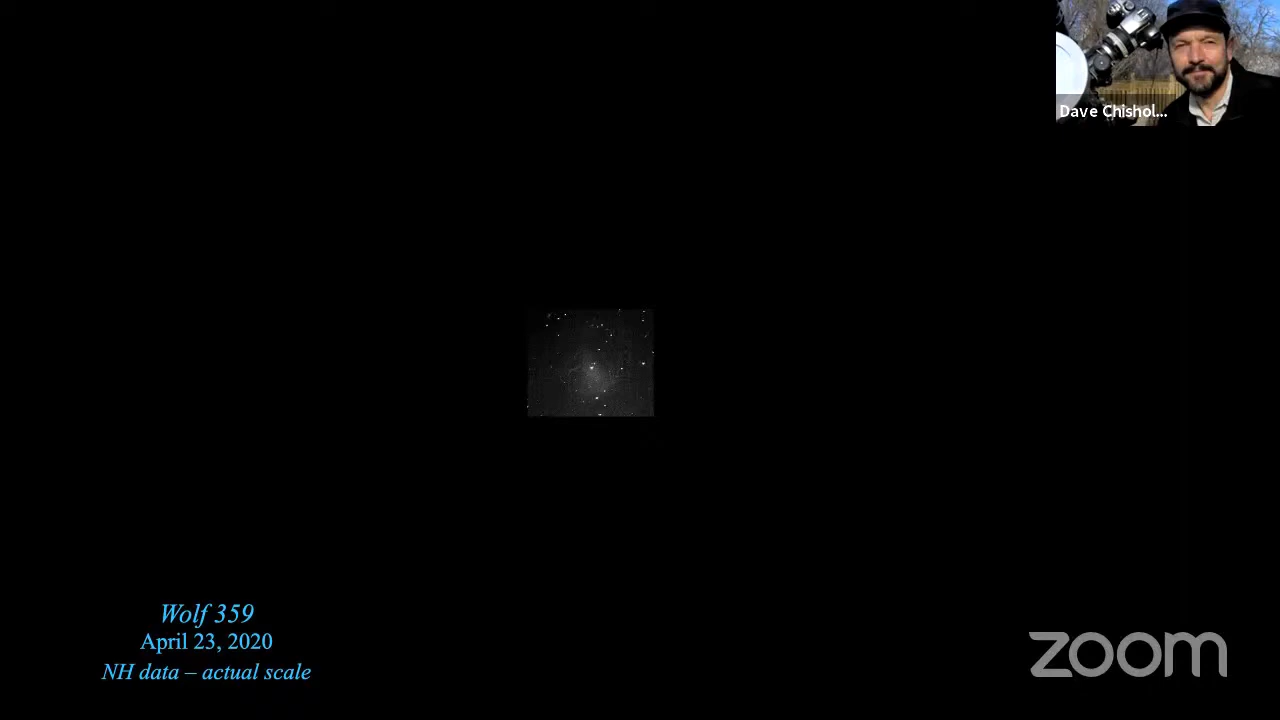 Dave Chishol...
Wolf 359
April 23, 2020
NH data – actual scale
zoom